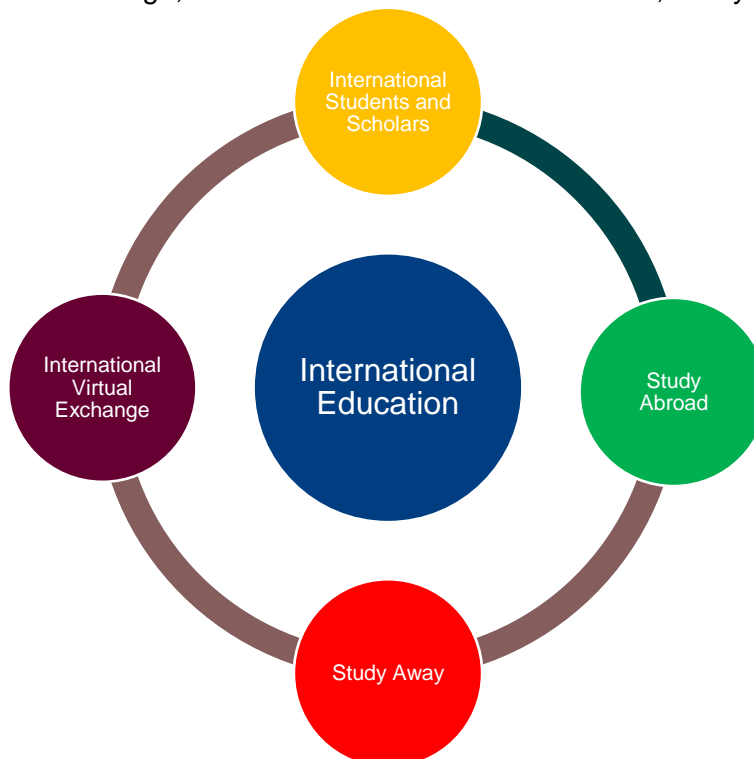 International
Students and
Scholars
International
Virtual
Exchange
International
Education
Study
Abroad
Study Away